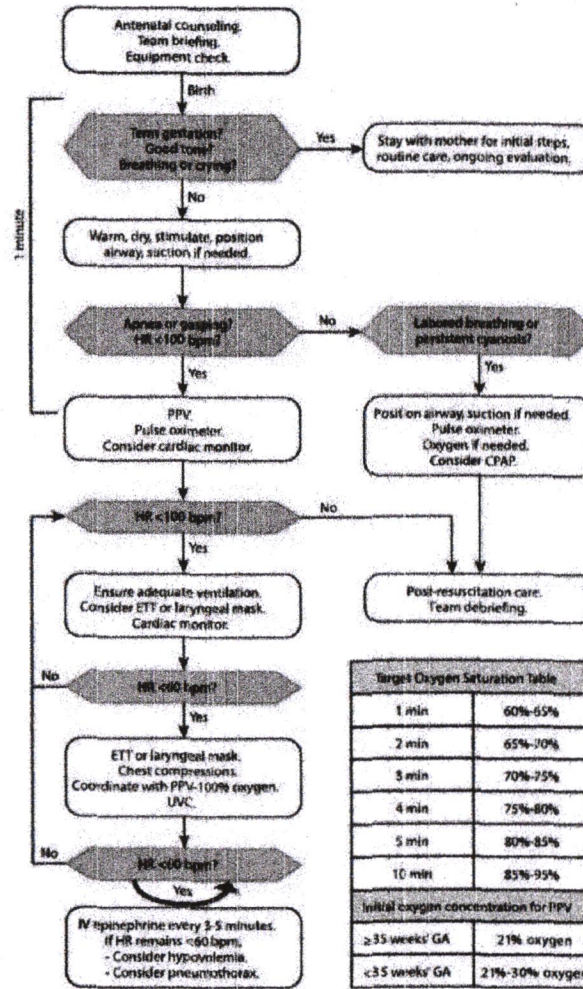 Antenatal counseling.
Team briefing.
Equipment check.
Birth
Term gestation?
Good tone?
Breathing or crying?
Yes
Stay with mother for initial steps,
routine care, ongoing evaluation.
No
1 minute
Warm, dry, stimulate, position
airway, suction if needed.
Apnea or gasping?
HR <100 bpm?
No
Labored breathing or
persistent cyanosis?
Yes
Yes
PPV.
Pulse oximeter.
Consider cardiac monitor.
Position airway, suction if needed.
Pulse oximeter.
Oxygen if needed.
Consider CPAP.
HR <100 bpm?
No
Yes
Ensure adequate ventilation.
Consider ETT or laryngeal mask.
Cardiac monitor.
Post-resuscitation care.
Team debriefing.
No
HR <60 bpm?
Yes
ETT or laryngeal mask.
Chest compressions.
Coordinate with PPV-100% oxygen.
UVC.
No
HR <60 bpm?
Yes
IV epinephrine every 3-5 minutes.
If HR remains <60 bpm,
- Consider hypovolemia.
- Consider pneumothorax.
Target Oxygen Saturation Table
1 min 60%-65%
2 min 65%-70%
3 min 70%-75%
4 min 75%-80%
5 min 80%-85%
10 min 85%-95%
Initial oxygen concentration for PPV
≥35 weeks' GA 21% oxygen
<35 weeks' GA 21%-30% oxygen